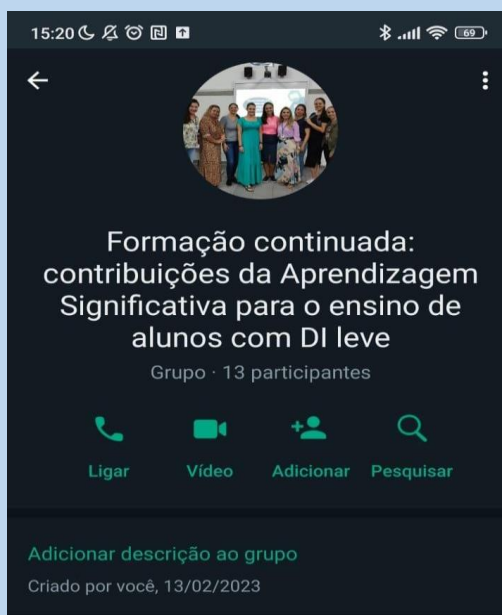 15:20
69
Formação continuada:
contribuições da Aprendizagem
Significativa para o ensino de
alunos com DI leve
Grupo · 13 participantes
Ligar Vídeo Adicionar Pesquisar
Adicionar descrição ao grupo
Criado por você, 13/02/2023